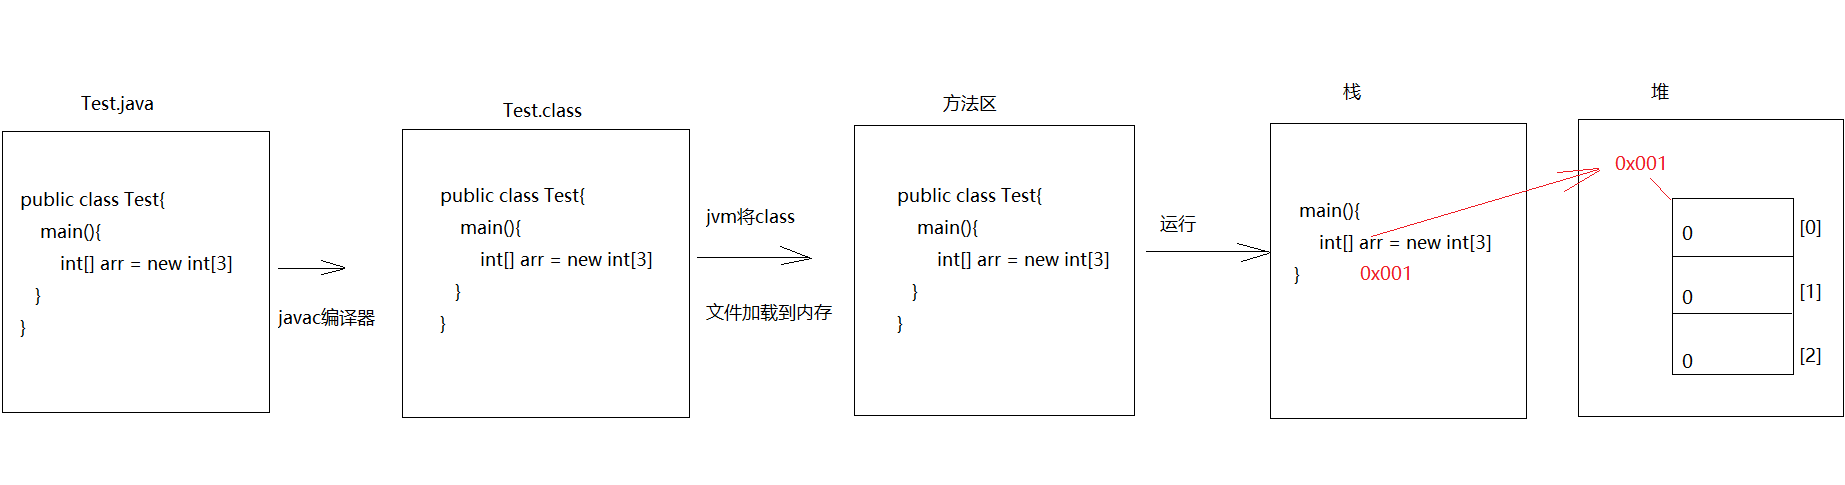 Test.java
public class Test{
main(){
int[] arr = new int[3]
}
}
javac编译器
Test.class
public class Test{
main(){
int[] arr = new int[3]
}
}
jvm将class
文件加载到内存
方法区
public class Test{
main(){
int[] arr = new int[3]
}
}
运行
栈
main(){
int[] arr = new int[3]
0x001
}
堆
0x001
0 [0]
0 [1]
0 [2]